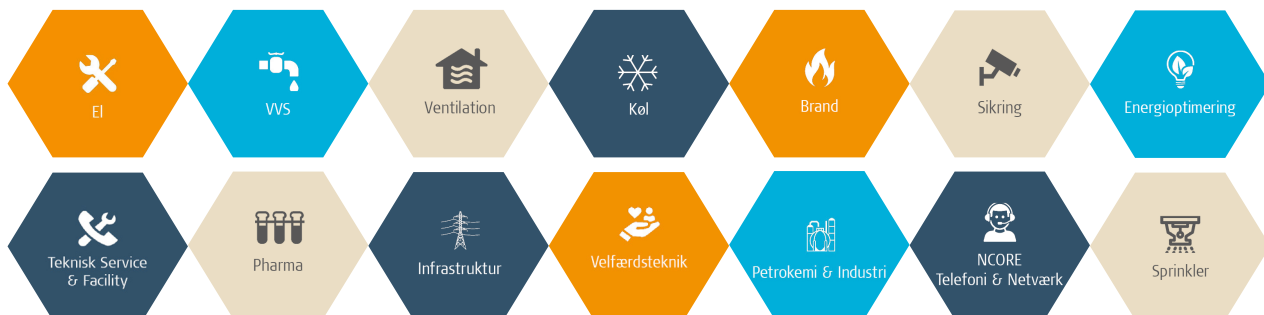 El
VVS
Ventilation
Køl
Brand
Sikring
Energioptimering
Teknisk Service
& Facility
Pharma
Infrastruktur
Velfærdsteknik
Petrokemi & Industri
NCORE
Telefoni & Netværk
Sprinkler